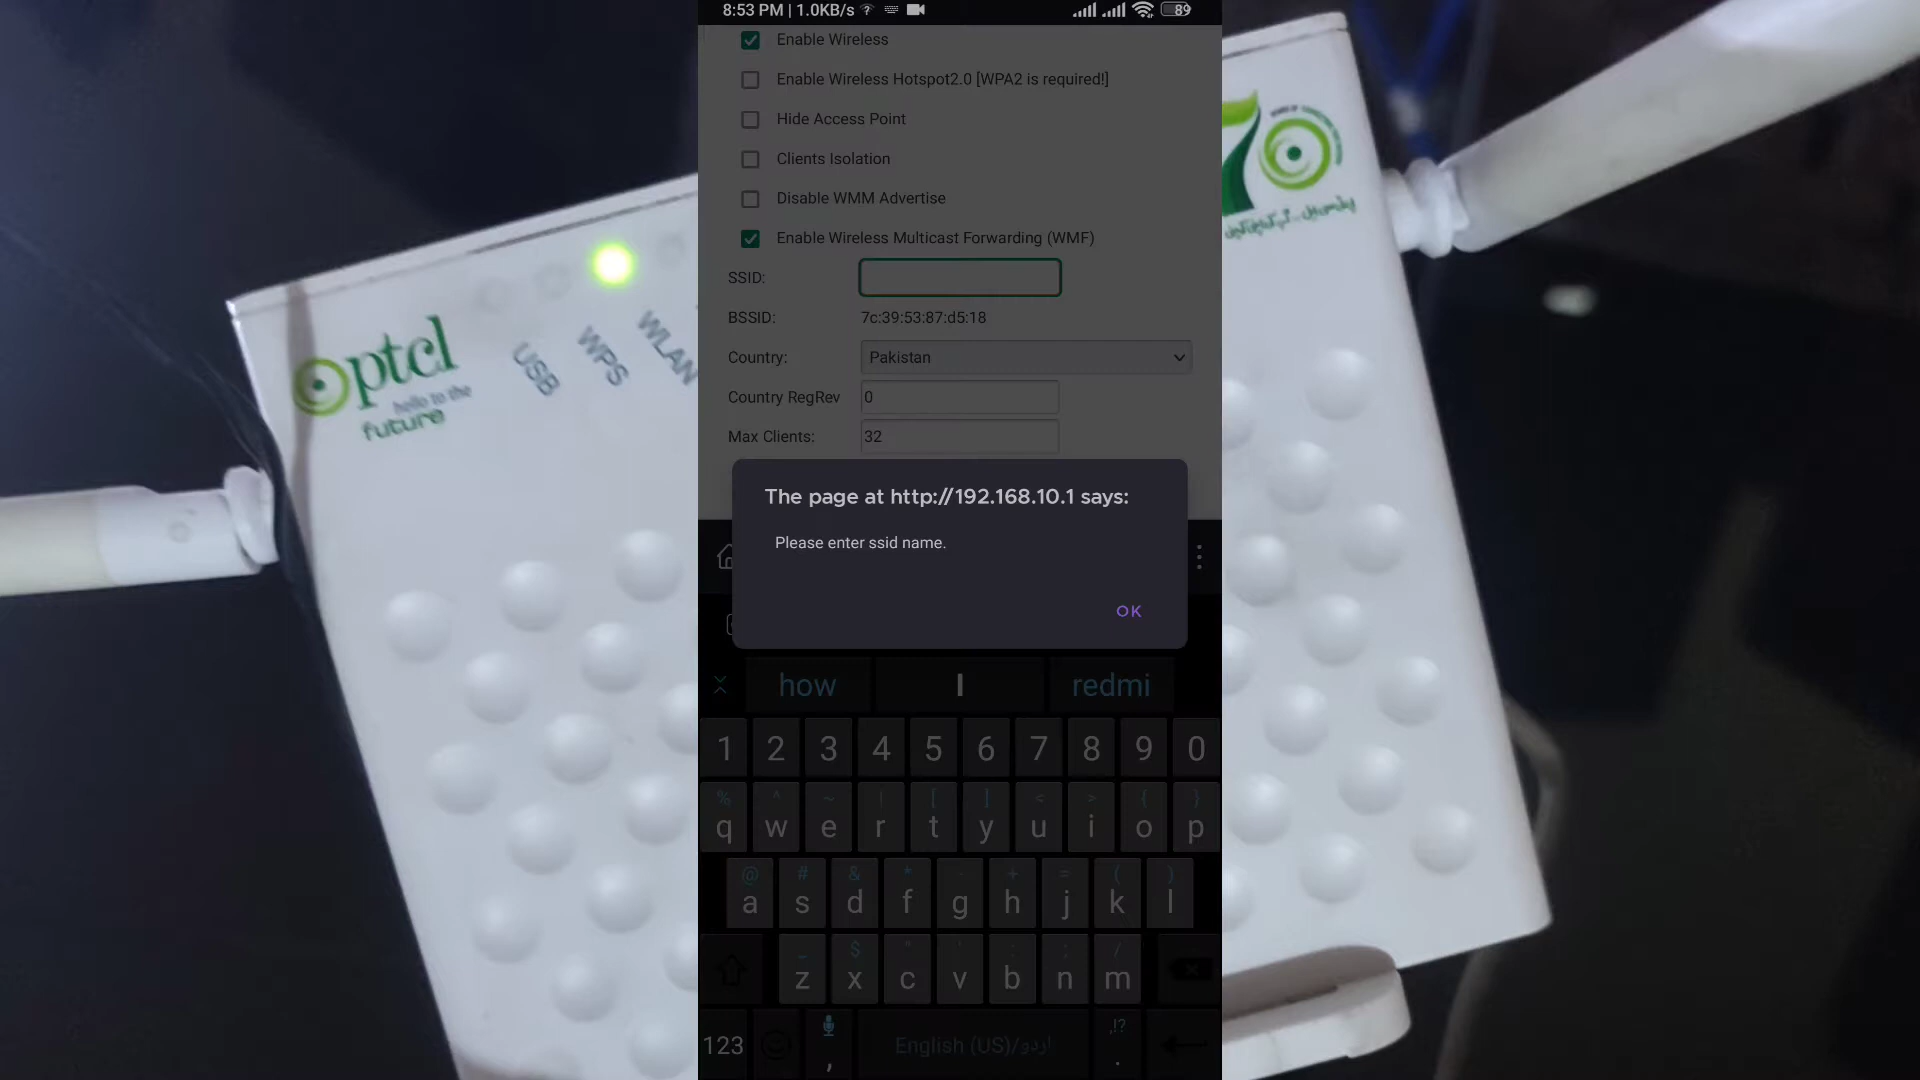 8:53 PM | 1.0KB/s
89
Enable Wireless
Enable Wireless Hotspot2.0 [WPA2 is required!]
Hide Access Point
Clients Isolation
Disable WMM Advertise
Enable Wireless Multicast Forwarding (WMF)
SSID:
BSSID: 7c:39:53:87:d5:18
Country: Pakistan
Country RegRev 0
Max Clients: 32
The page at http://192.168.10.1 says:
Please enter ssid name.
OK
how I redmi
1 2 3 4 5 6 7 8 9 0
% ^ ~ | [ ] < > { }
q w e r t y u i o p
@ # & * - + = ( )
a s d f g h j k l
z x c v b n m
123 , English (US)/اردو ,!? .
ptcl
hello to the
future
USB
WPS
WLAN
70